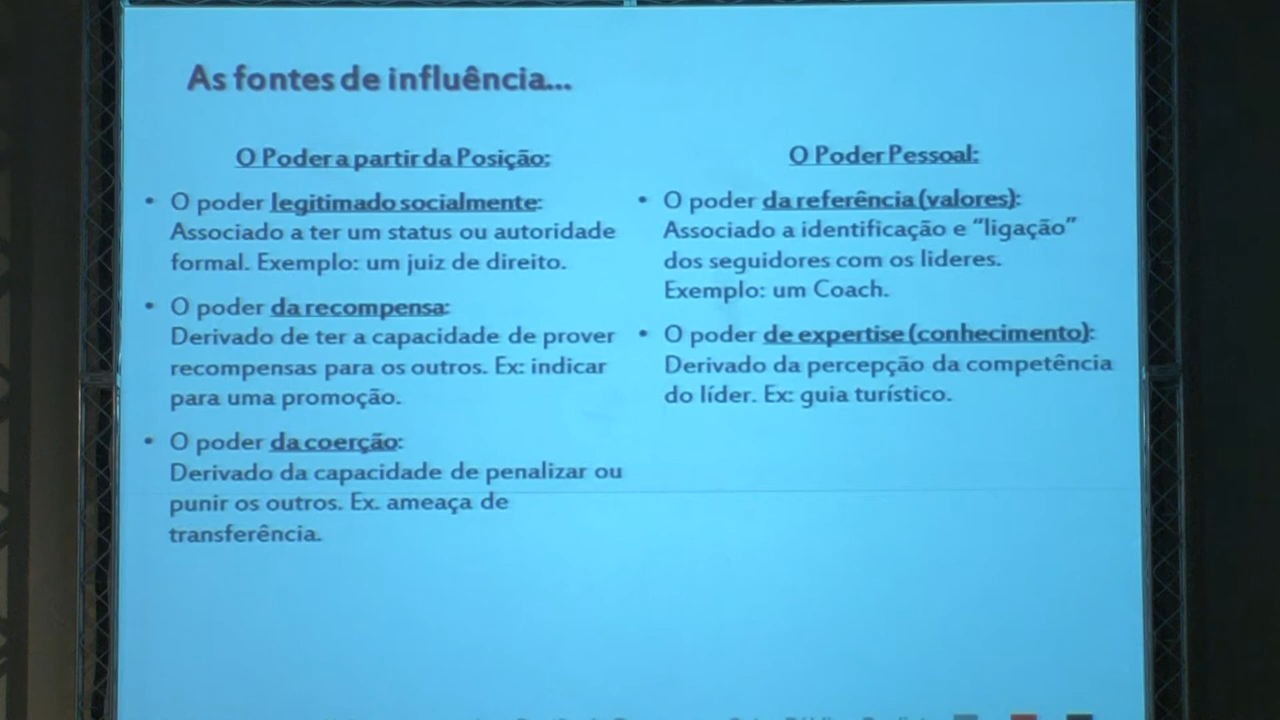 As fontes de influência...
O Poder a partir da Posição:
• O poder legitimado socialmente:
Associado a ter um status ou autoridade
formal. Exemplo: um juiz de direito.
• O poder da recompensa:
Derivado de ter a capacidade de prover
recompensas para os outros. Ex: indicar
para uma promoção.
• O poder da coerção:
Derivado da capacidade de penalizar ou
punir os outros. Ex. ameaça de
transferência.
O Poder Pessoal:
• O poder da referência (valores):
Associado a identificação e “ligação”
dos seguidores com os lideres.
Exemplo: um Coach.
• O poder de expertise (conhecimento):
Derivado da percepção da competência
do líder. Ex: guia turístico.